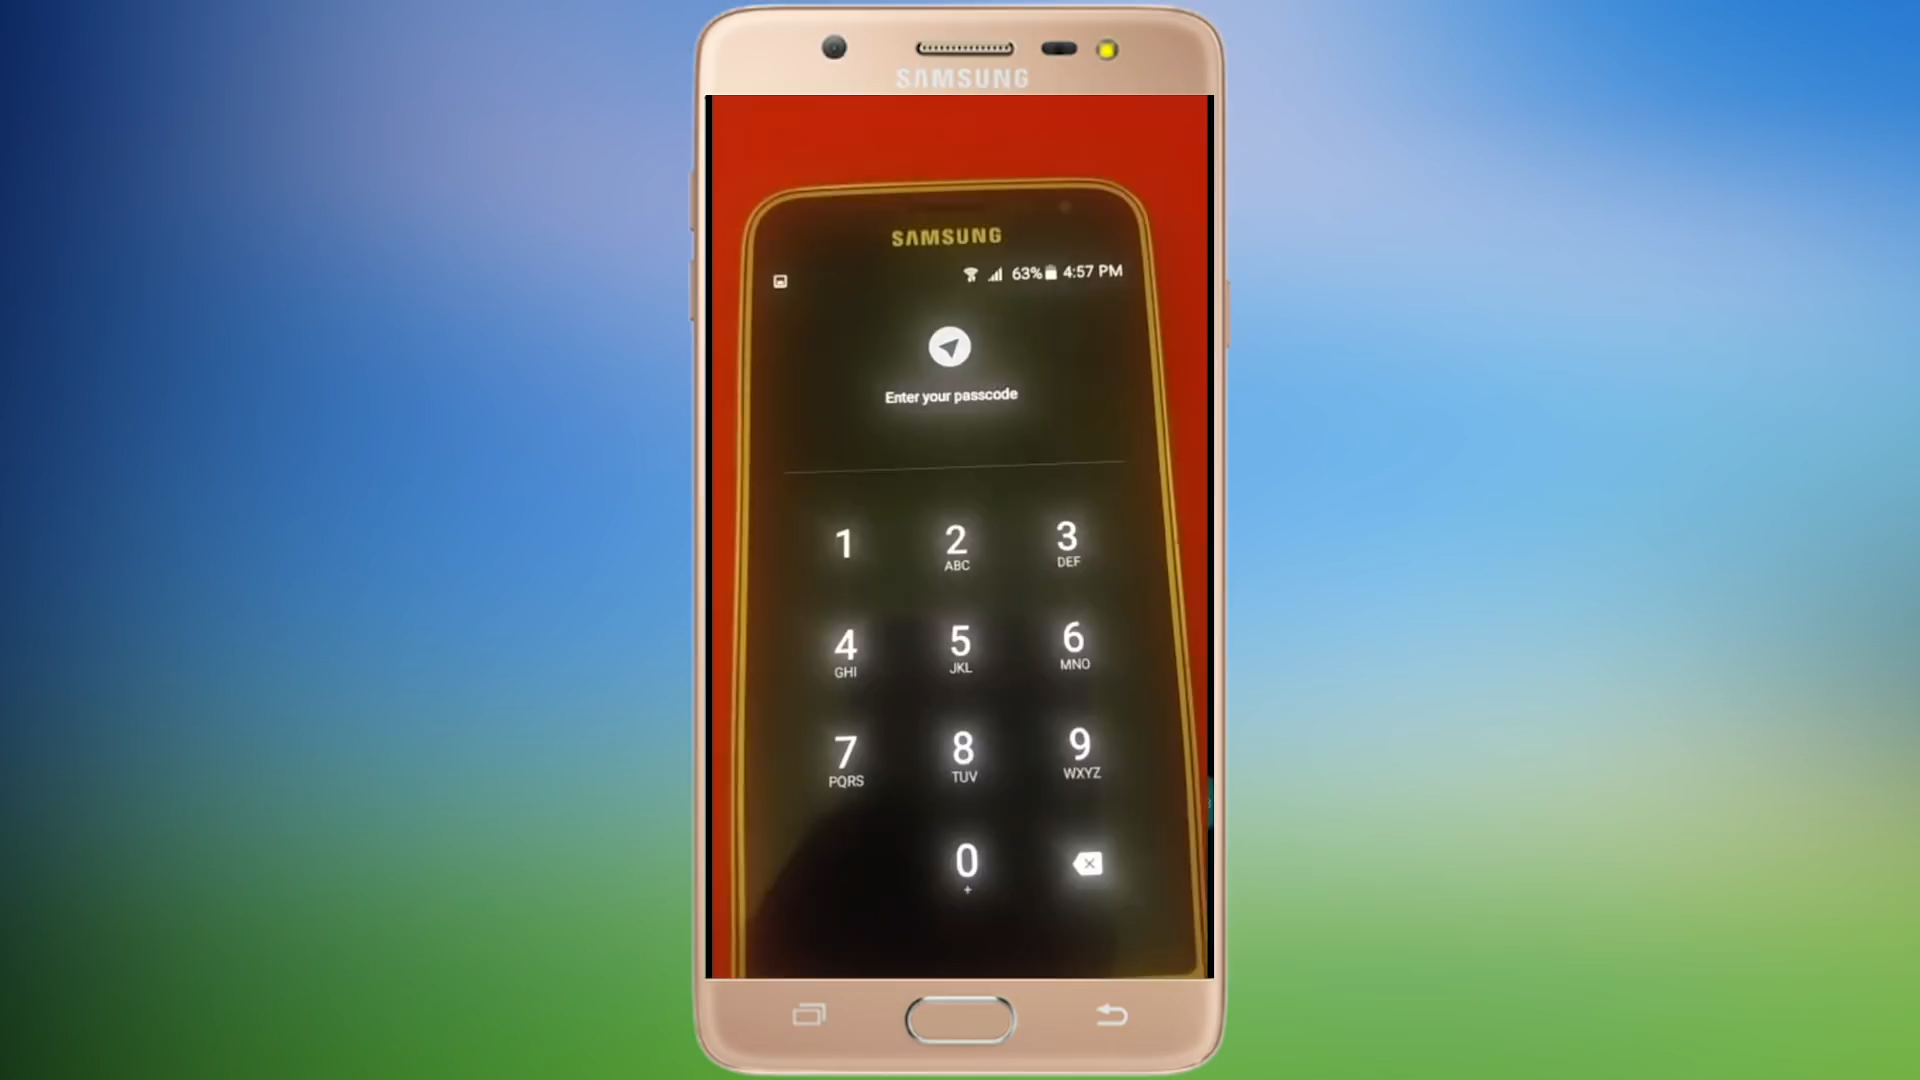 SAMSUNG
SAMSUNG
63% 4:57 PM
Enter your passcode
1
2
3
ABC
DEF
4
5
6
GHI
JKL
MNO
7
8
9
PQRS
TUV
WXYZ
0
+